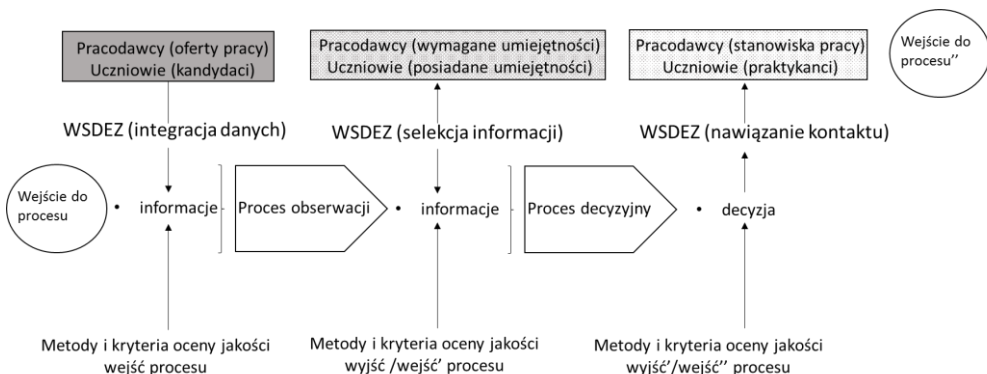 Pracodawcy (oferty pracy)
Uczniowie (kandydaci)
Pracodawcy (wymagane umiejętności)
Uczniowie (posiadane umiejętności)
Pracodawcy (stanowiska pracy)
Uczniowie (praktykanci)
Wejście do
procesu’’
WSDEZ (integracja danych)
WSDEZ (selekcja informacji)
WSDEZ (nawiązanie kontaktu)
Wejście do
procesu
• informacje
Proces obserwacji
• informacje
Proces decyzyjny
• decyzja
Metody i kryteria oceny jakości
wejść procesu
Metody i kryteria oceny jakości
wyjść /wejść’ procesu
Metody i kryteria oceny jakości
wyjść’/wejść’’ procesu